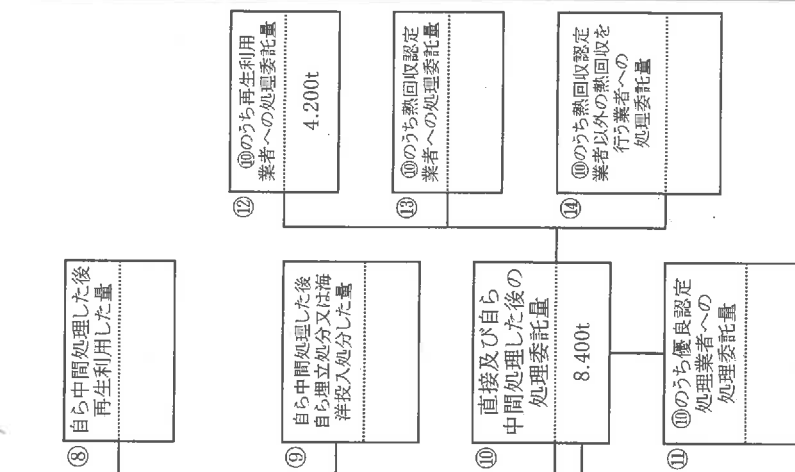 ⑧
自ら中間処理した後
再生利用した量
⑨
自ら中間処理した後
自ら埋立処分又は海
洋投入処分した量
⑩
直接及び自ら
中間処理した後の
処理委託量
8.400t
⑪
⑩のうち優良認定
処理業者への
処理委託量
⑫
⑩のうち再生利用
業者への処理委託量
4.200t
⑬
⑩のうち熱回収認定
業者への処理委託量
⑭
⑩のうち熱回収認定
業者以外の熱回収を
行う業者への
処理委託量